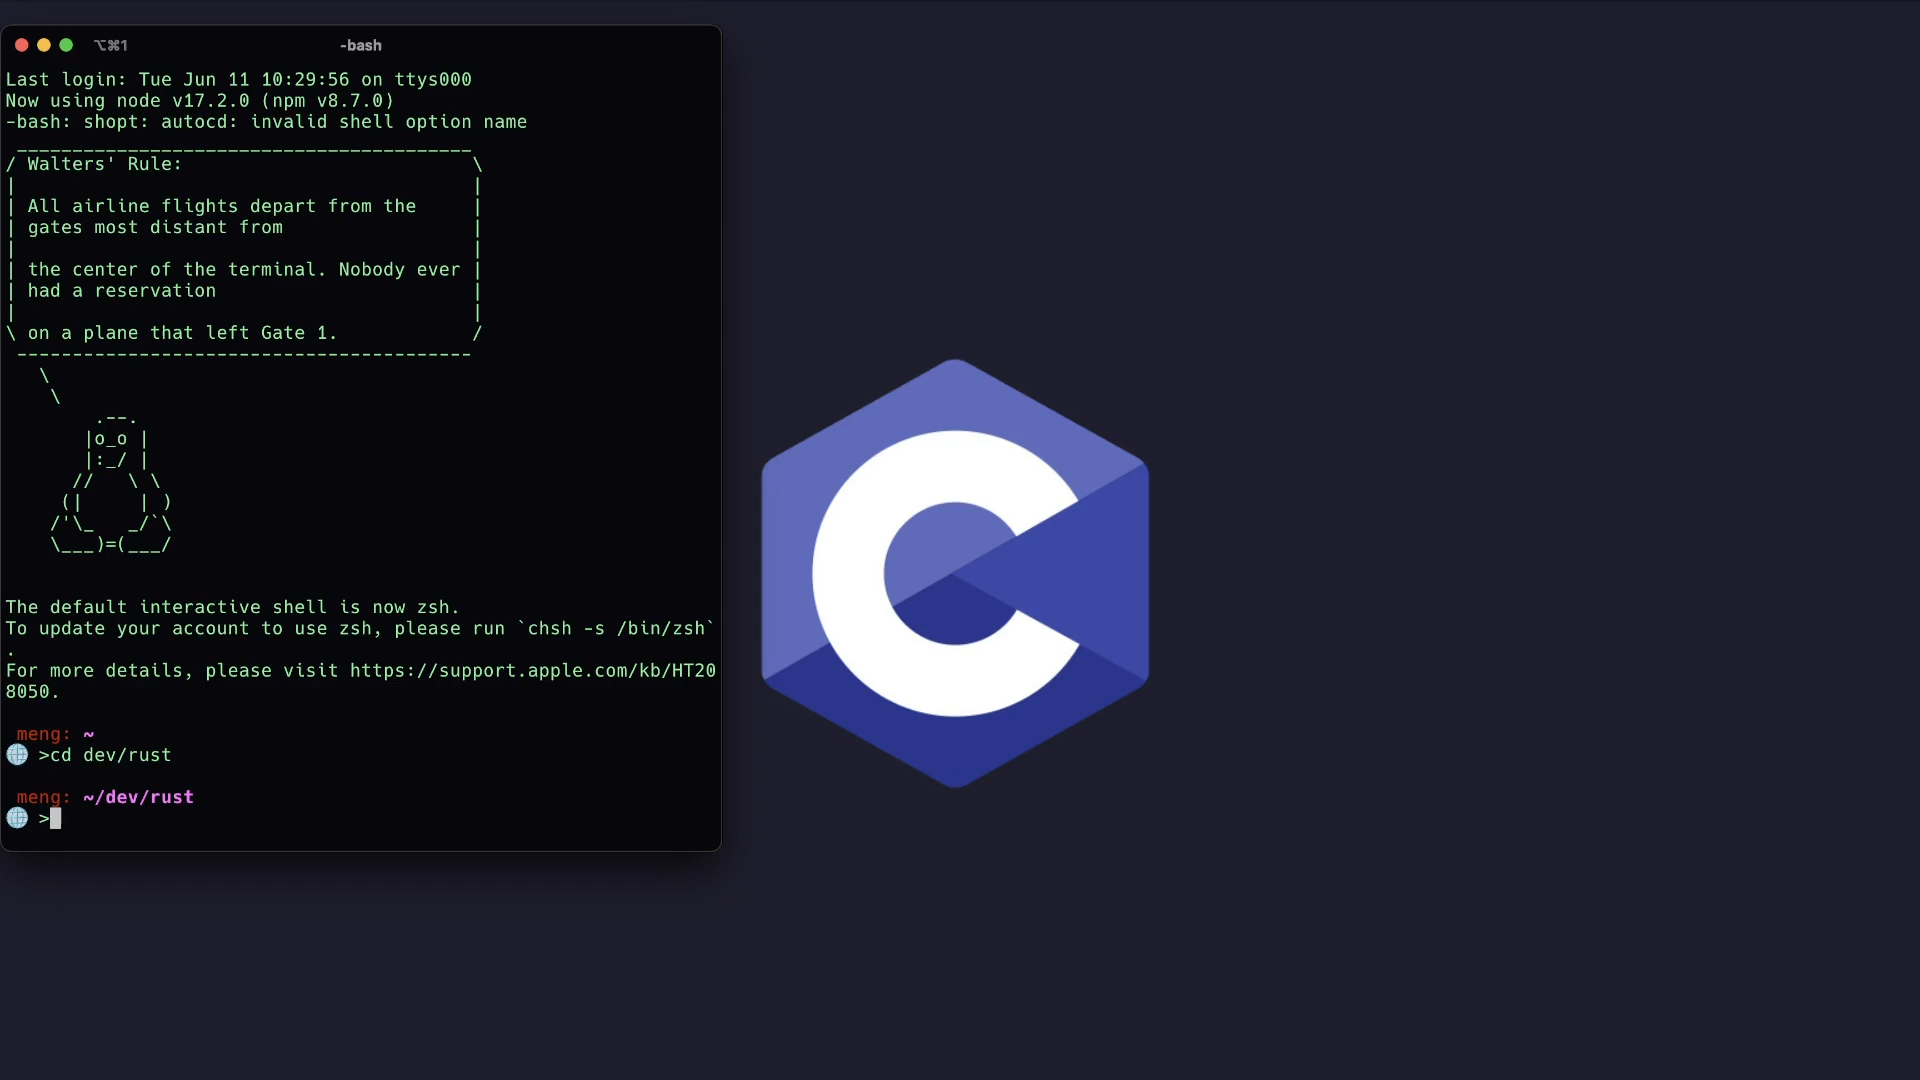 ⌥⌘1
-bash
Last login: Tue Jun 11 10:29:56 on ttys000
Now using node v17.2.0 (npm v8.7.0)
-bash: shopt: autocd: invalid shell option name
 _________________________________________
/ Walters' Rule:                          \
|                                         |
| All airline flights depart from the     |
| gates most distant from                 |
|                                         |
| the center of the terminal. Nobody ever |
| had a reservation                       |
|                                         |
\ on a plane that left Gate 1.            /
 -----------------------------------------
   \
    \
        .--.
       |o_o |
       |:_/ |
      //   \ \
     (|     | )
    /'\_   _/`\
    \___)=(___/
The default interactive shell is now zsh.
To update your account to use zsh, please run `chsh -s /bin/zsh`
.
For more details, please visit https://support.apple.com/kb/HT20
8050.
meng: ~
🌐 >cd dev/rust
meng: ~/dev/rust
🌐 >
C